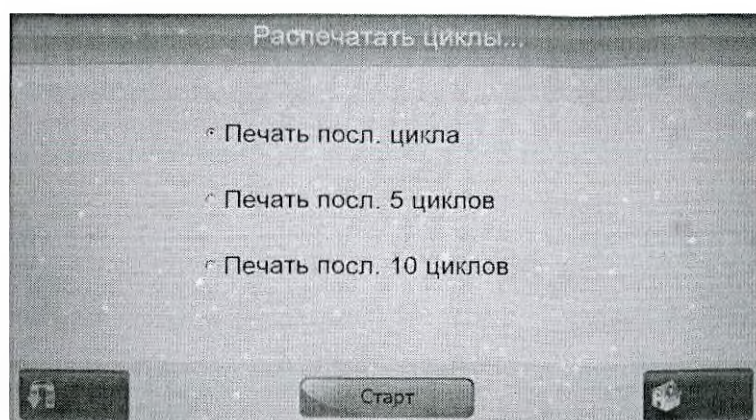 Распечатать циклы...
Печать посл. цикла
Печать посл. 5 циклов
Печать посл. 10 циклов
Старт